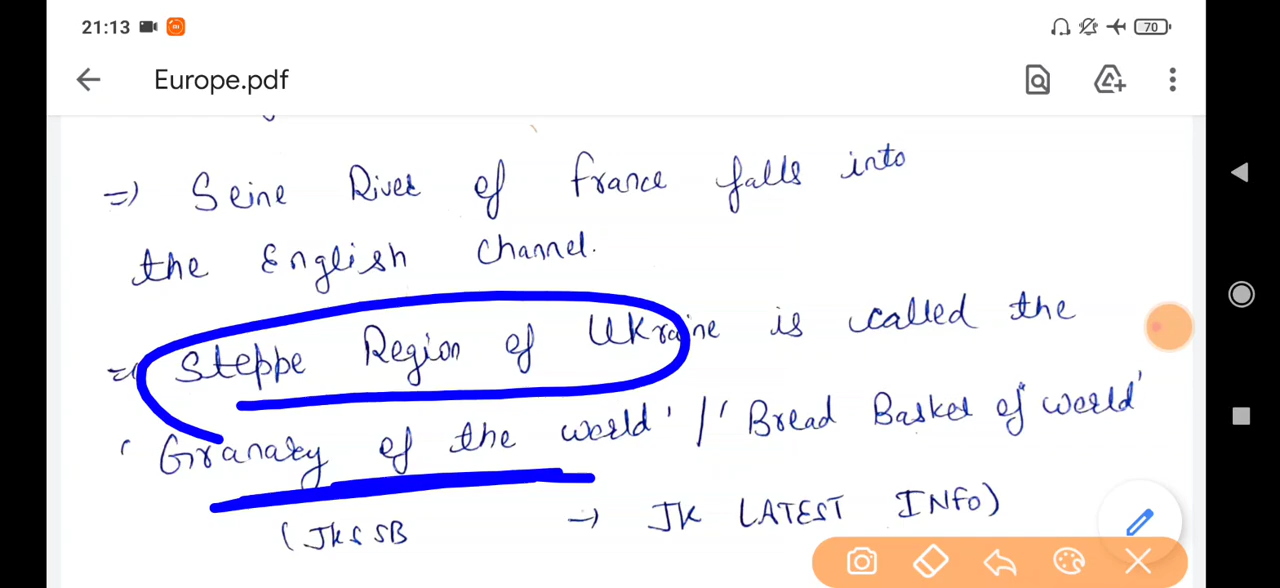 21:13
70
Europe.pdf
=) Seine River of france falls into
the English channel.
=) Steppe Region of Ukraine is called the
'Granary of the world' / 'Bread Basket of world'
(JKSSB → JK LATEST INFO)